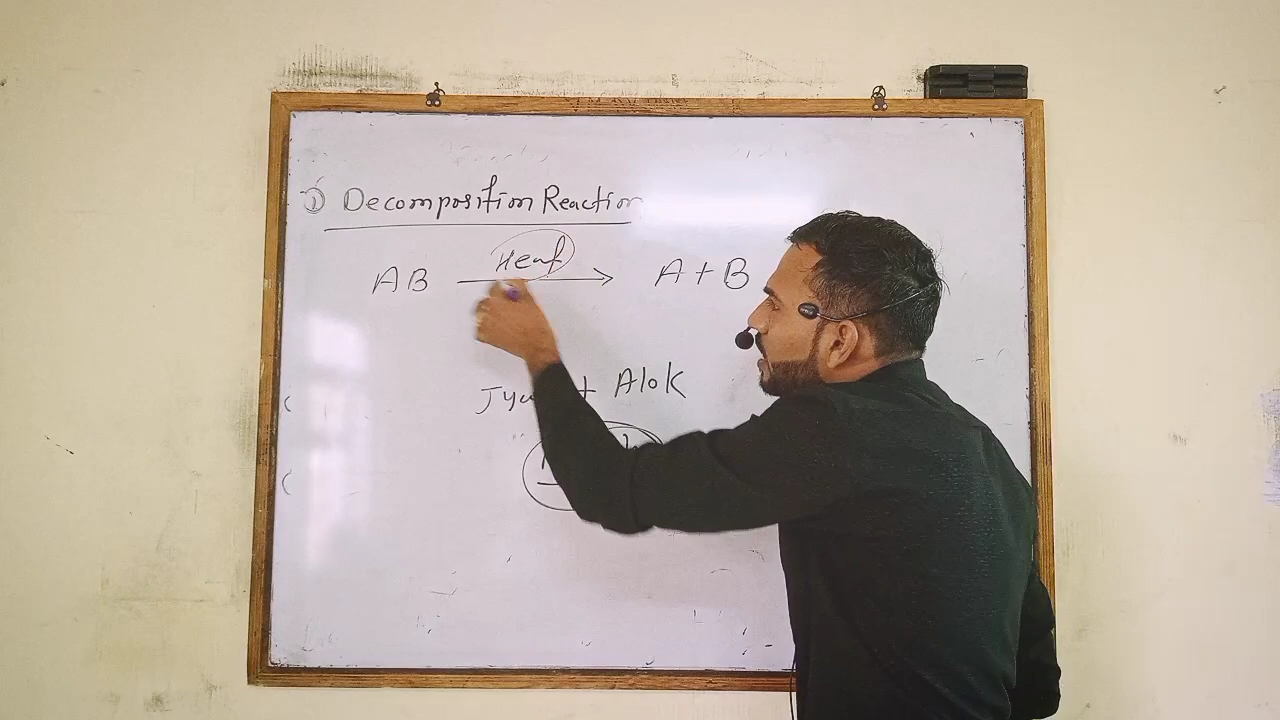 ① Decomposition Reaction
AB Heat → A + B
+ Alok